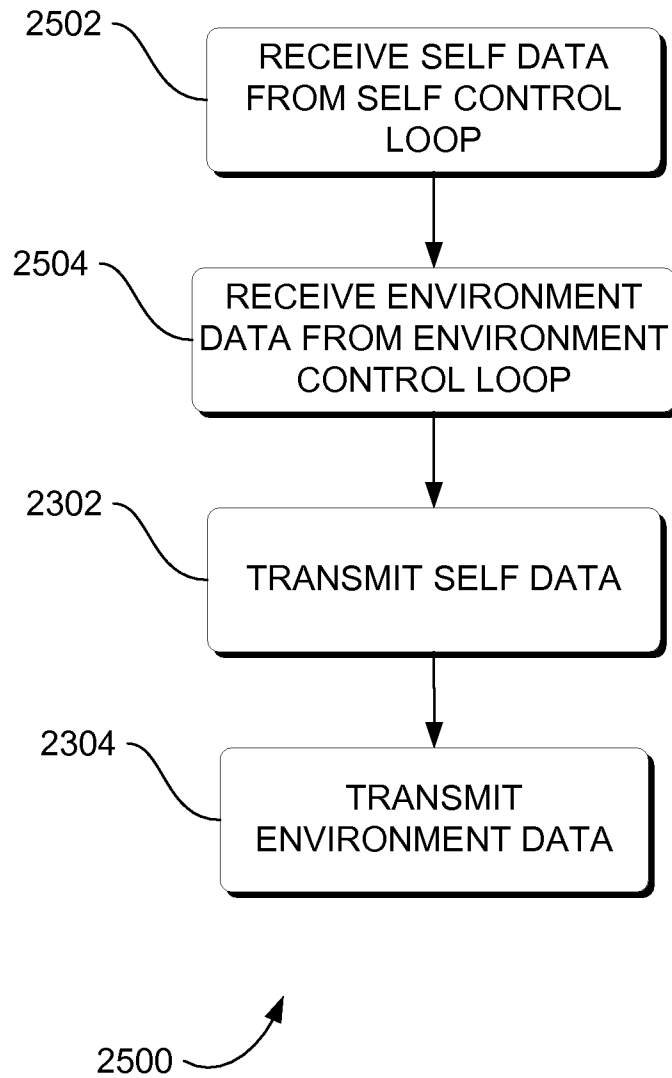 2502
RECEIVE SELF DATA
FROM SELF CONTROL
LOOP
2504
RECEIVE ENVIRONMENT
DATA FROM ENVIRONMENT
CONTROL LOOP
2302
TRANSMIT SELF DATA
2304
TRANSMIT
ENVIRONMENT DATA
2500